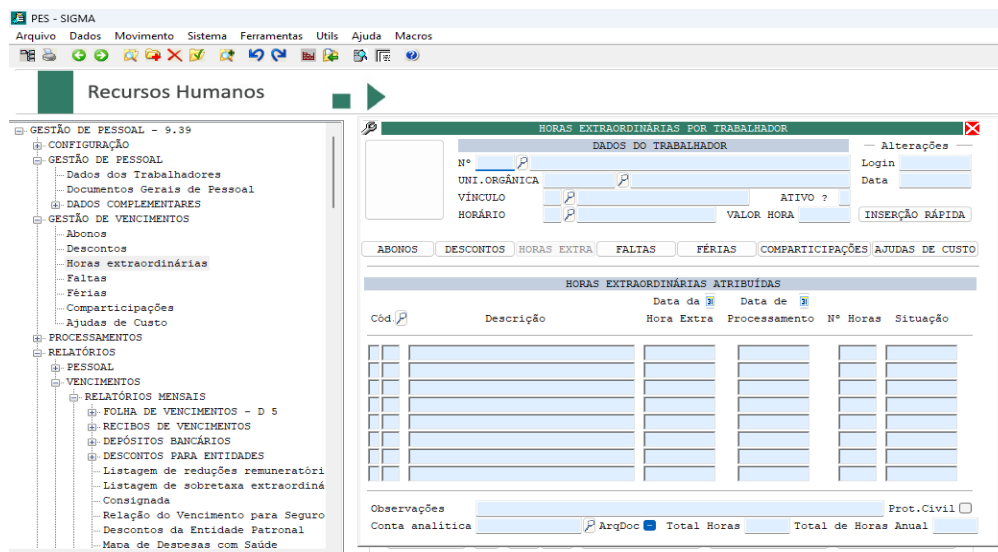 PES - SIGMA
Arquivo Dados Movimento Sistema Ferramentas Utils Ajuda Macros
Recursos Humanos
GESTÃO DE PESSOAL - 9.39
CONFIGURAÇÃO
GESTÃO DE PESSOAL
Dados dos Trabalhadores
Documentos Gerais de Pessoal
DADOS COMPLEMENTARES
GESTÃO DE VENCIMENTOS
Abonos
Descontos
Horas extraordinárias
Faltas
Férias
Comparticipações
Ajudas de Custo
PROCESSAMENTOS
RELATÓRIOS
PESSOAL
VENCIMENTOS
RELATÓRIOS MENSAIS
FOLHA DE VENCIMENTOS - D 5
RECIBOS DE VENCIMENTOS
DEPÓSITOS BANCÁRIOS
DESCONTOS PARA ENTIDADES
Listagem de reduções remuneratóri
Listagem de sobretaxa extraordiná
Consignada
Relação do Vencimento para Seguro
Descontos da Entidade Patronal
Mapa de Despesas com Saúde
HORAS EXTRAORDINÁRIAS POR TRABALHADOR
DADOS DO TRABALHADOR
Alterações
Nº
Login
UNI.ORGÂNICA
Data
VÍNCULO
ATIVO ?
HORÁRIO
VALOR HORA
INSERÇÃO RÁPIDA
ABONOS DESCONTOS HORAS EXTRA FALTAS FÉRIAS COMPARTICIPAÇÕES AJUDAS DE CUSTO
HORAS EXTRAORDINÁRIAS ATRIBUÍDAS
Data da Data de
Cód. Descrição Hora Extra Processamento Nº Horas Situação
Observações Prot.Civil
Conta analítica ArqDoc Total Horas Total de Horas Anual